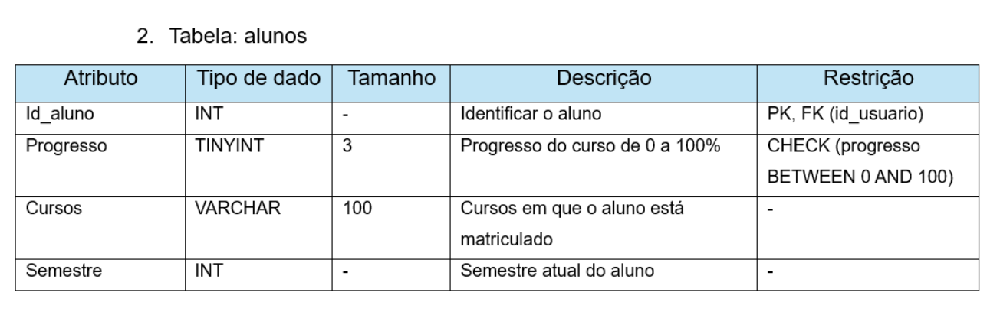 2. Tabela: alunos
Atributo Tipo de dado Tamanho Descrição Restrição
Id_aluno INT - Identificar o aluno PK, FK (id_usuario)
Progresso TINYINT 3 Progresso do curso de 0 a 100% CHECK (progresso
BETWEEN 0 AND 100)
Cursos VARCHAR 100 Cursos em que o aluno está -
matriculado
Semestre INT - Semestre atual do aluno -